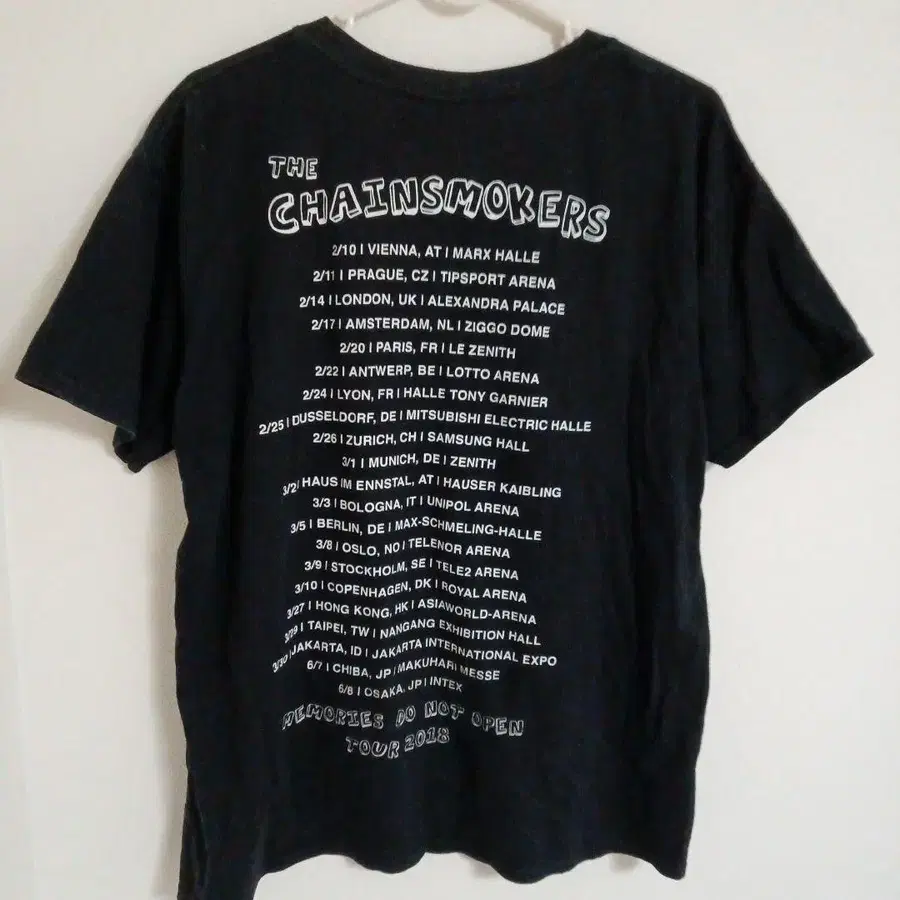 THE
CHAINSMOKERS
2/10 | VIENNA, AT | MARX HALLE
2/11 | PRAGUE, CZ | TIPSPORT ARENA
2/14 | LONDON, UK | ALEXANDRA PALACE
2/17 | AMSTERDAM, NL | ZIGGO DOME
2/20 | PARIS, FR | LE ZENITH
2/22 | ANTWERP, BE | LOTTO ARENA
2/24 | LYON, FR | HALLE TONY GARNIER
2/25 | DUSSELDORF, DE | MITSUBISHI ELECTRIC HALLE
2/26 | ZURICH, CH | SAMSUNG HALL
3/1 | MUNICH, DE | ZENITH
3/2 | HAUS IM ENNSTAL, AT | HAUSER KAIBLING
3/3 | BOLOGNA, IT | UNIPOL ARENA
3/5 | BERLIN, DE | MAX-SCHMELING-HALLE
3/8 | OSLO, NO | TELENOR ARENA
3/9 | STOCKHOLM, SE | TELE2 ARENA
3/10 | COPENHAGEN, DK | ROYAL ARENA
3/27 | HONG KONG, HK | ASIAWORLD-ARENA
3/29 | TAIPEI, TW | NANGANG EXHIBITION HALL
3/30 | JAKARTA, ID | JAKARTA INTERNATIONAL EXPO
6/7 | CHIBA, JP | MAKUHARI MESSE
6/8 | OSAKA, JP | INTEX
MEMORIES DO NOT OPEN
TOUR 2018